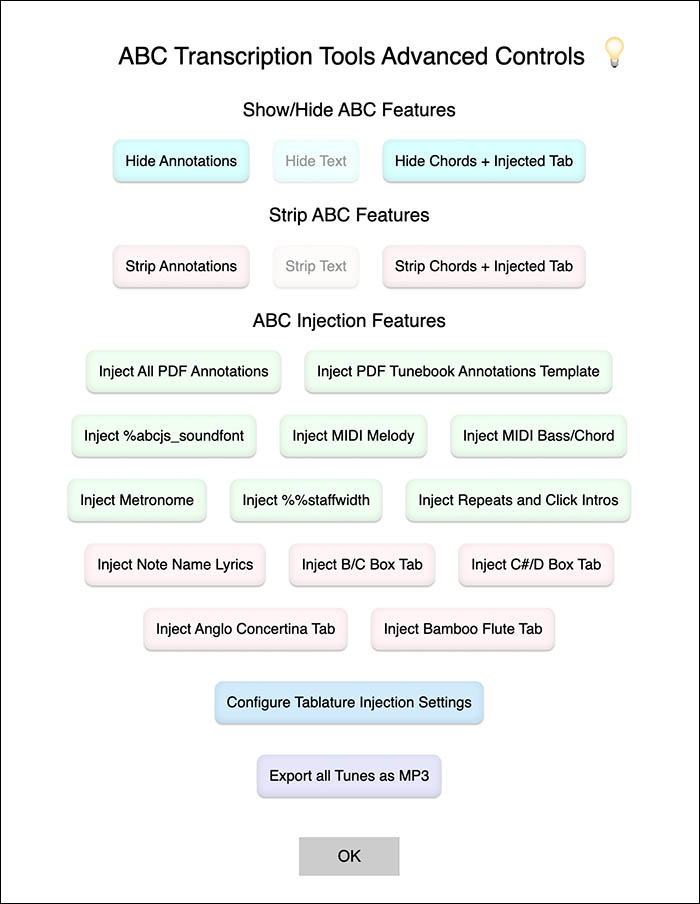 ABC Transcription Tools Advanced Controls
Show/Hide ABC Features
Hide Annotations Hide Text Hide Chords + Injected Tab
Strip ABC Features
Strip Annotations Strip Text Strip Chords + Injected Tab
ABC Injection Features
Inject All PDF Annotations Inject PDF Tunebook Annotations Template
Inject %abcjs_soundfont Inject MIDI Melody Inject MIDI Bass/Chord
Inject Metronome Inject %%staffwidth Inject Repeats and Click Intros
Inject Note Name Lyrics Inject B/C Box Tab Inject C#/D Box Tab
Inject Anglo Concertina Tab Inject Bamboo Flute Tab
Configure Tablature Injection Settings
Export all Tunes as MP3
OK